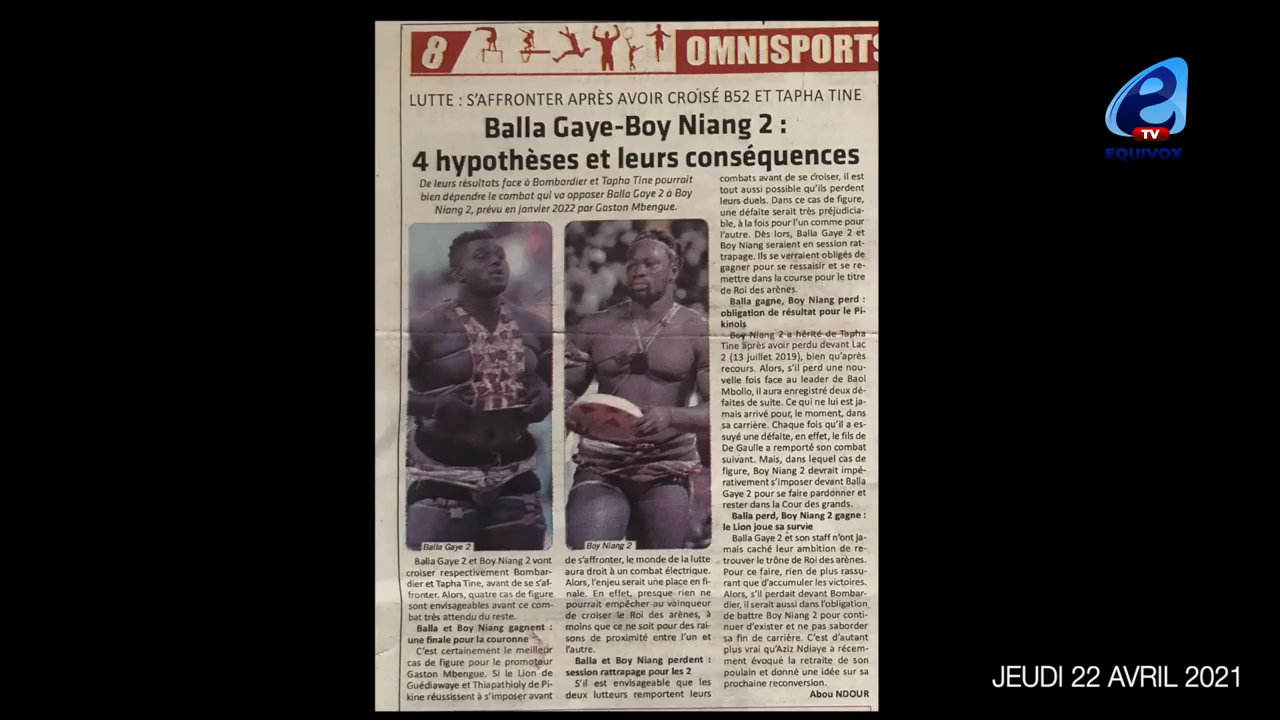 8
OMNISPORTS
LUTTE : S'AFFRONTER APRÈS AVOIR CROISÉ B52 ET TAPHA TINE
Balla Gaye-Boy Niang 2 :
4 hypothèses et leurs conséquences
De leurs résultats face à Bombardier et Tapha Tine pourrait
bien dépendre le combat qui va opposer Balla Gaye 2 à Boy
Niang 2, prévu en janvier 2022 par Gaston Mbengue.
Balla Gaye 2
Boy Niang 2
Balla Gaye 2 et Boy Niang 2 vont
croiser respectivement Bombar-
dier et Tapha Tine, avant de se s'af-
fronter. Alors, quatre cas de figure
sont envisageables avant ce com-
bat très attendu du reste.
Balla et Boy Niang gagnent :
une finale pour la couronne
C'est certainement le meilleur
cas de figure pour le promoteur
Gaston Mbengue. Si le Lion de
Guédiawaye et Thiapathioly de Pi-
kine réussissent à s'imposer avant
de s'affronter, le monde de la lutte
aura droit à un combat électrique.
Alors, l'enjeu serait une place en fi-
nale. En effet, presque rien ne
pourrait empêcher au vainqueur
de croiser le Roi des arènes, à
moins que ce ne soit pour des rai-
sons de proximité entre l'un et
l'autre.
Balla et Boy Niang perdent :
session rattrapage pour les 2
S'il est envisageable que les
deux lutteurs remportent leurs
combats avant de se croiser, il est
tout aussi possible qu'ils perdent
leurs duels. Dans ce cas de figure,
une défaite serait très préjudicia-
ble, à la fois pour l'un comme pour
l'autre. Dès lors, Balla Gaye 2 et
Boy Niang seraient en session rat-
trapage. Ils se verraient obligés de
gagner pour se ressaisir et se re-
mettre dans la course pour le titre
de Roi des arènes.
Balla gagne, Boy Niang perd :
obligation de résultat pour le Pi-
kinois
Boy Niang 2 a hérité de Tapha
Tine après avoir perdu devant Lac
2 (13 juillet 2019), bien qu'après
recours. Alors, s'il perd une nou-
velle fois face au leader de Baol
Mbollo, il aura enregistré deux dé-
faites de suite. Ce qui ne lui est ja-
mais arrivé pour, le moment, dans
sa carrière. Chaque fois qu'il a es-
suyé une défaite, en effet, le fils de
De Gaulle a remporté son combat
suivant. Mais, dans lequel cas de
figure, Boy Niang 2 devrait impé-
rativement s'imposer devant Balla
Gaye 2 pour se faire pardonner et
rester dans la Cour des grands.
Balla perd, Boy Niang 2 gagne :
le Lion joue sa survie
Balla Gaye 2 et son staff n'ont ja-
mais caché leur ambition de re-
trouver le trône de Roi des arènes.
Pour ce faire, rien de plus rassu-
rant que d'accumuler les victoires.
Alors, s'il perdait devant Bombar-
dier, il serait aussi dans l'obligation
de battre Boy Niang 2 pour conti-
nuer d'exister et ne pas saborder
sa fin de carrière. C'est d'autant
plus vrai qu'Aziz Ndiaye a récem-
ment évoqué la retraite de son
poulain et donné une idée sur sa
prochaine reconversion.
Abou NDOUR
e
TV
EQUIVOX
JEUDI 22 AVRIL 2021